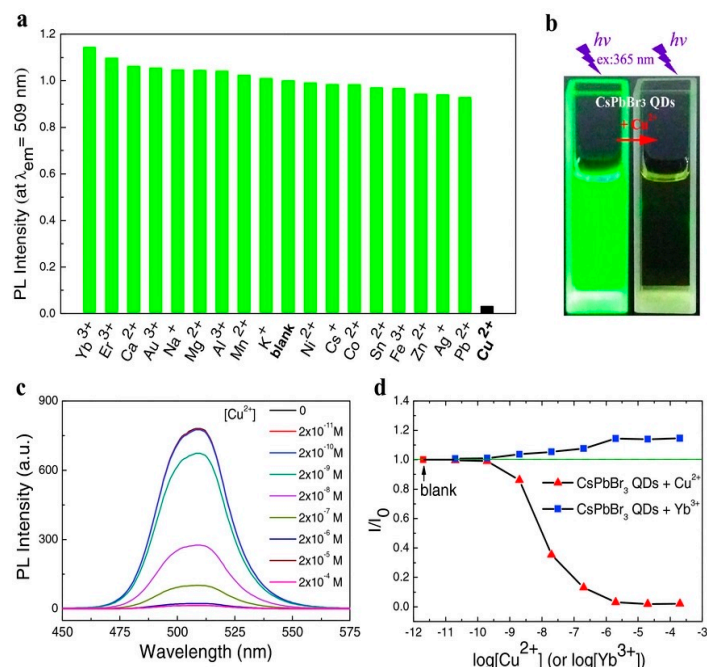 a
PL Intensity (at λem = 509 nm)
1.2
1.0
0.8
0.6
0.4
0.2
0.0
Yb 3+
Er 3+
Ca 2+
Au 3+
Na +
Mg 2+
Al 3+
Mn 2+
K +
blank
Ni 2+
Cs +
Co 2+
Sn 2+
Fe 3+
Zn 2+
Ag +
Pb 2+
Cu 2+
b
hν hν
ex:365 nm
CsPbBr3 QDs
+ Cu2+
c
PL Intensity (a.u.)
900
750
600
450
300
150
0
450 475 500 525 550 575
Wavelength (nm)
[Cu2+] 0
2x10-11 M
2x10-10 M
2x10-9 M
2x10-8 M
2x10-7 M
2x10-6 M
2x10-5 M
2x10-4 M
d
I/I0
1.4
1.2
1.0
0.8
0.6
0.4
0.2
0.0
blank
CsPbBr3 QDs + Cu2+
CsPbBr3 QDs + Yb3+
-12 -11 -10 -9 -8 -7 -6 -5 -4 -3
log[Cu2+] (or log[Yb3+])